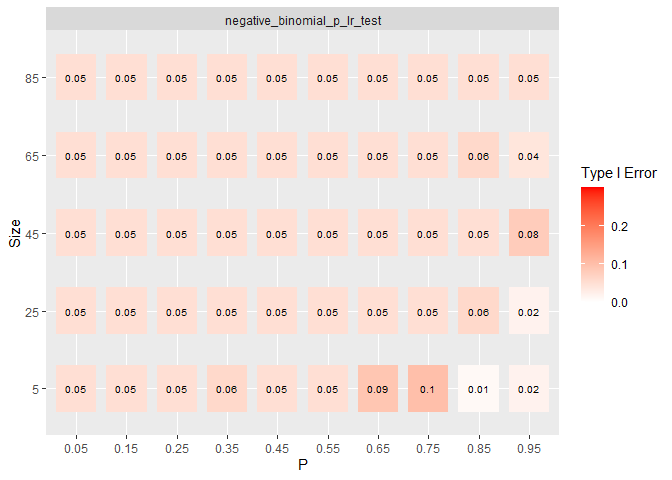 negative_binomial_p_lr_test
85 0.05 0.05 0.05 0.05 0.05 0.05 0.05 0.05 0.05 0.05
65 0.05 0.05 0.05 0.05 0.05 0.05 0.05 0.05 0.06 0.04
45 0.05 0.05 0.05 0.05 0.05 0.05 0.05 0.05 0.05 0.08
25 0.05 0.05 0.05 0.05 0.05 0.05 0.05 0.05 0.06 0.02
5 0.05 0.05 0.05 0.06 0.05 0.05 0.09 0.1 0.01 0.02
0.05 0.15 0.25 0.35 0.45 0.55 0.65 0.75 0.85 0.95
P
Size
Type I Error
0.2
0.1
0.0